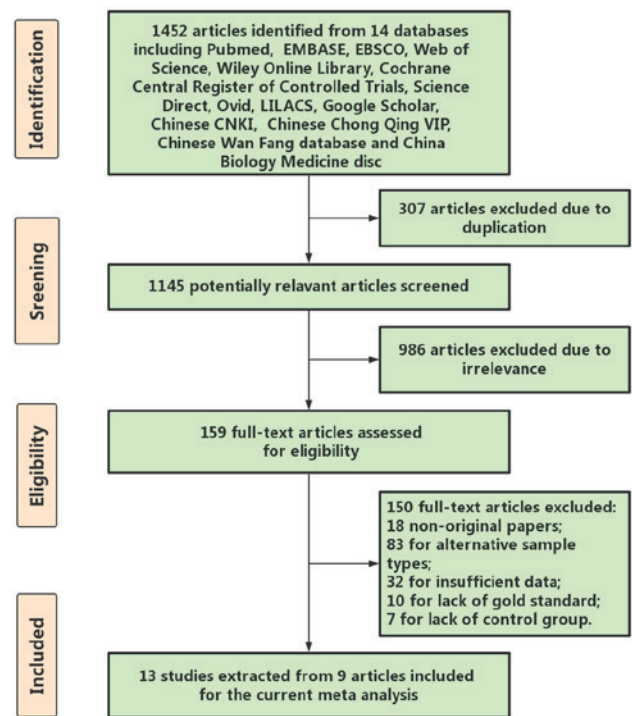 Identification
1452 articles identified from 14 databases
including Pubmed, EMBASE, EBSCO, Web of
Science, Wiley Online Library, Cochrane
Central Register of Controlled Trials, Science
Direct, Ovid, LILACS, Google Scholar,
Chinese CNKI, Chinese Chong Qing VIP,
Chinese Wan Fang database and China
Biology Medicine disc
307 articles excluded due to
duplication
Sreening
1145 potentially relavant articles screened
986 articles excluded due to
irrelevance
Eligibility
159 full-text articles assessed
for eligibility
150 full-text articles excluded:
18 non-original papers;
83 for alternative sample
types;
32 for insufficient data;
10 for lack of gold standard;
7 for lack of control group.
Included
13 studies extracted from 9 articles included
for the current meta analysis